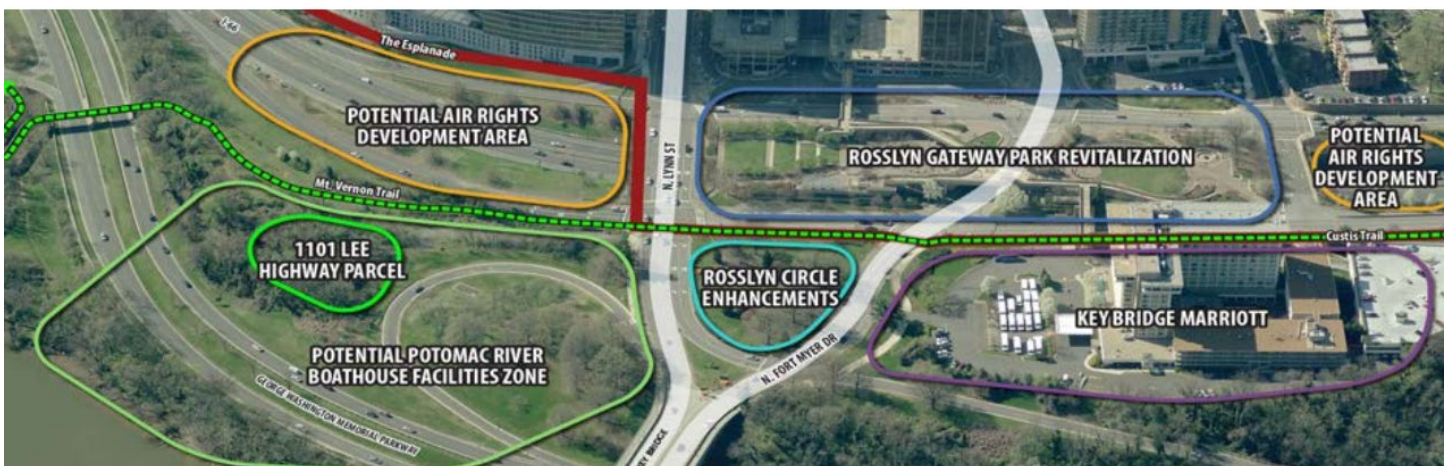 I-66
The Esplanade
POTENTIAL AIR RIGHTS
DEVELOPMENT AREA
N. LYNN ST
ROSSLYN GATEWAY PARK REVITALIZATION
POTENTIAL
AIR RIGHTS
DEVELOPMENT
AREA
Mt. Vernon Trail
Custis Trail
1101 LEE
HIGHWAY PARCEL
ROSSLYN CIRCLE
ENHANCEMENTS
KEY BRIDGE MARRIOTT
POTENTIAL POTOMAC RIVER
BOATHOUSE FACILITIES ZONE
N. FORT MYER DR
GEORGE WASHINGTON MEMORIAL PARKWAY
BRIDGE